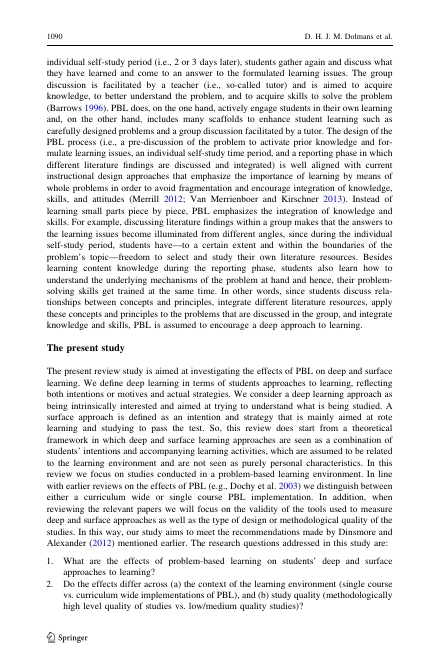 1090 D. H. J. M. Dolmans et al.
individual self-study period (i.e., 2 or 3 days later), students gather again and discuss what
they have learned and come to an answer to the formulated learning issues. The group
discussion is facilitated by a teacher (i.e., so-called tutor) and is aimed to acquire
knowledge, to better understand the problem, and to acquire skills to solve the problem
(Barrows 1996). PBL does, on the one hand, actively engage students in their own learning
and, on the other hand, includes many scaffolds to enhance student learning such as
carefully designed problems and a group discussion facilitated by a tutor. The design of the
PBL process (i.e., a pre-discussion of the problem to activate prior knowledge and for-
mulate learning issues, an individual self-study time period, and a reporting phase in which
different literature findings are discussed and integrated) is well aligned with current
instructional design approaches that emphasize the importance of learning by means of
whole problems in order to avoid fragmentation and encourage integration of knowledge,
skills, and attitudes (Merrill 2012; Van Merrienboer and Kirschner 2013). Instead of
learning small parts piece by piece, PBL emphasizes the integration of knowledge and
skills. For example, discussing literature findings within a group makes that the answers to
the learning issues become illuminated from different angles, since during the individual
self-study period, students have—to a certain extent and within the boundaries of the
problem's topic—freedom to select and study their own literature resources. Besides
learning content knowledge during the reporting phase, students also learn how to
understand the underlying mechanisms of the problem at hand and hence, their problem-
solving skills get trained at the same time. In other words, since students discuss rela-
tionships between concepts and principles, integrate different literature resources, apply
these concepts and principles to the problems that are discussed in the group, and integrate
knowledge and skills, PBL is assumed to encourage a deep approach to learning.
The present study
The present review study is aimed at investigating the effects of PBL on deep and surface
learning. We define deep learning in terms of students approaches to learning, reflecting
both intentions or motives and actual strategies. We consider a deep learning approach as
being intrinsically interested and aimed at trying to understand what is being studied. A
surface approach is defined as an intention and strategy that is mainly aimed at rote
learning and studying to pass the test. So, this review does start from a theoretical
framework in which deep and surface learning approaches are seen as a combination of
students' intentions and accompanying learning activities, which are assumed to be related
to the learning environment and are not seen as purely personal characteristics. In this
review we focus on studies conducted in a problem-based learning environment. In line
with earlier reviews on the effects of PBL (e.g., Dochy et al. 2003) we distinguish between
either a curriculum wide or single course PBL implementation. In addition, when
reviewing the relevant papers we will focus on the validity of the tools used to measure
deep and surface approaches as well as the type of design or methodological quality of the
studies. In this way, our study aims to meet the recommendations made by Dinsmore and
Alexander (2012) mentioned earlier. The research questions addressed in this study are:
1. What are the effects of problem-based learning on students' deep and surface
approaches to learning?
2. Do the effects differ across (a) the context of the learning environment (single course
vs. curriculum wide implementations of PBL), and (b) study quality (methodologically
high level quality of studies vs. low/medium quality studies)?
Springer